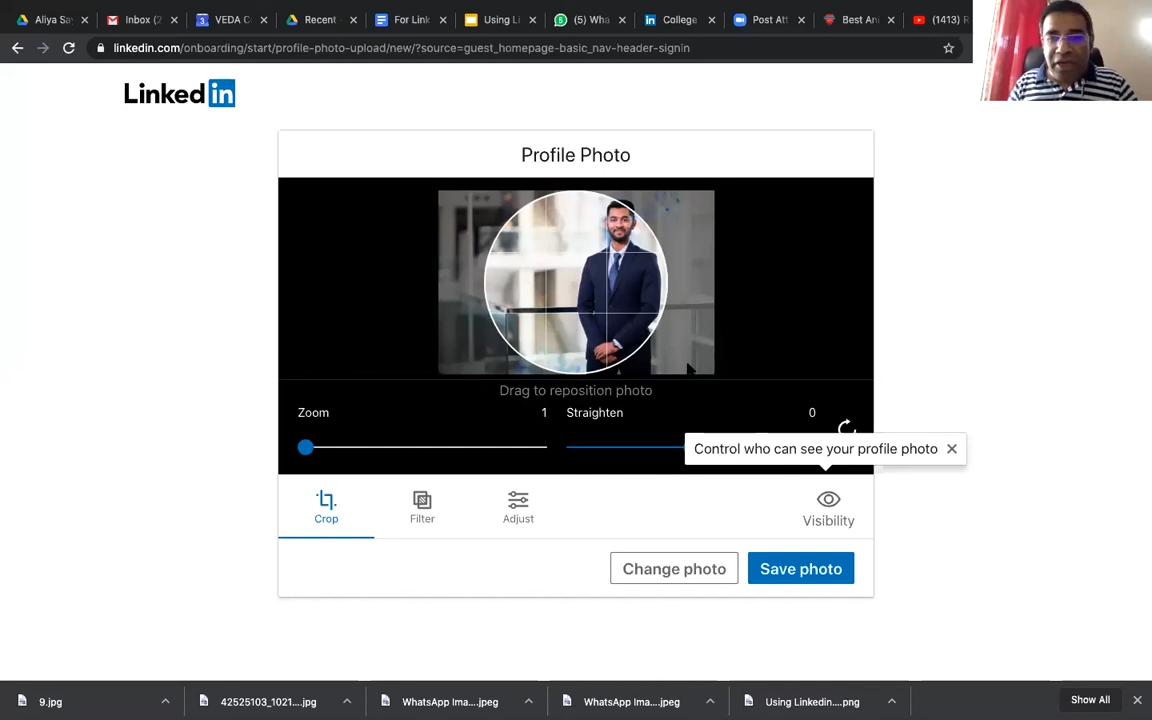 Aliya Sa
Inbox (2
VEDA C
Recent
For Link
Using Li
(5) Wha
College
Post Att
Best An
(1413) R
linkedin.com/onboarding/start/profile-photo-upload/new/?source=guest_homepage-basic_nav-header-signin
Linked in
Profile Photo
Drag to reposition photo
Zoom 1 Straighten 0
Control who can see your profile photo
Crop Filter Adjust Visibility
Change photo Save photo
9.jpg 42525103_1021....jpg WhatsApp Ima....jpeg WhatsApp Ima....jpeg Using Linkedin....png Show All